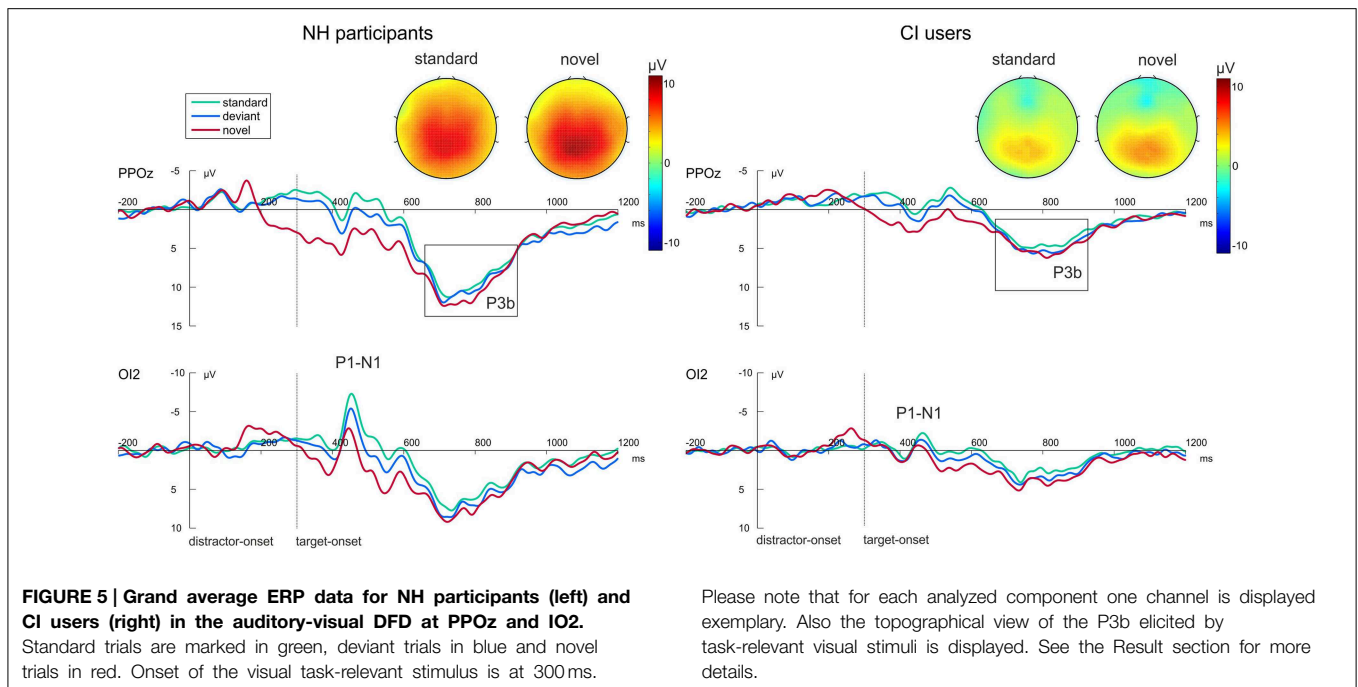 NH participants
standard
novel
µV
10
0
-10
standard
deviant
novel
PPOz
-5
µV
-200
200
400
600
800
1000
1200
ms
5
10
15
P3b
OI2
-10
µV
P1-N1
-5
-200
200
400
600
800
1000
1200
ms
5
10
distractor-onset
target-onset
CI users
standard
novel
µV
10
0
-10
PPOz
-5
µV
-200
200
400
600
800
1000
1200
ms
5
10
15
P3b
OI2
-10
µV
-5
P1-N1
-200
200
400
600
800
1000
1200
ms
5
10
distractor-onset
target-onset
FIGURE 5 | Grand average ERP data for NH participants (left) and
CI users (right) in the auditory-visual DFD at PPOz and IO2.
Standard trials are marked in green, deviant trials in blue and novel
trials in red. Onset of the visual task-relevant stimulus is at 300 ms.
Please note that for each analyzed component one channel is displayed
exemplary. Also the topographical view of the P3b elicited by
task-relevant visual stimuli is displayed. See the Result section for more
details.